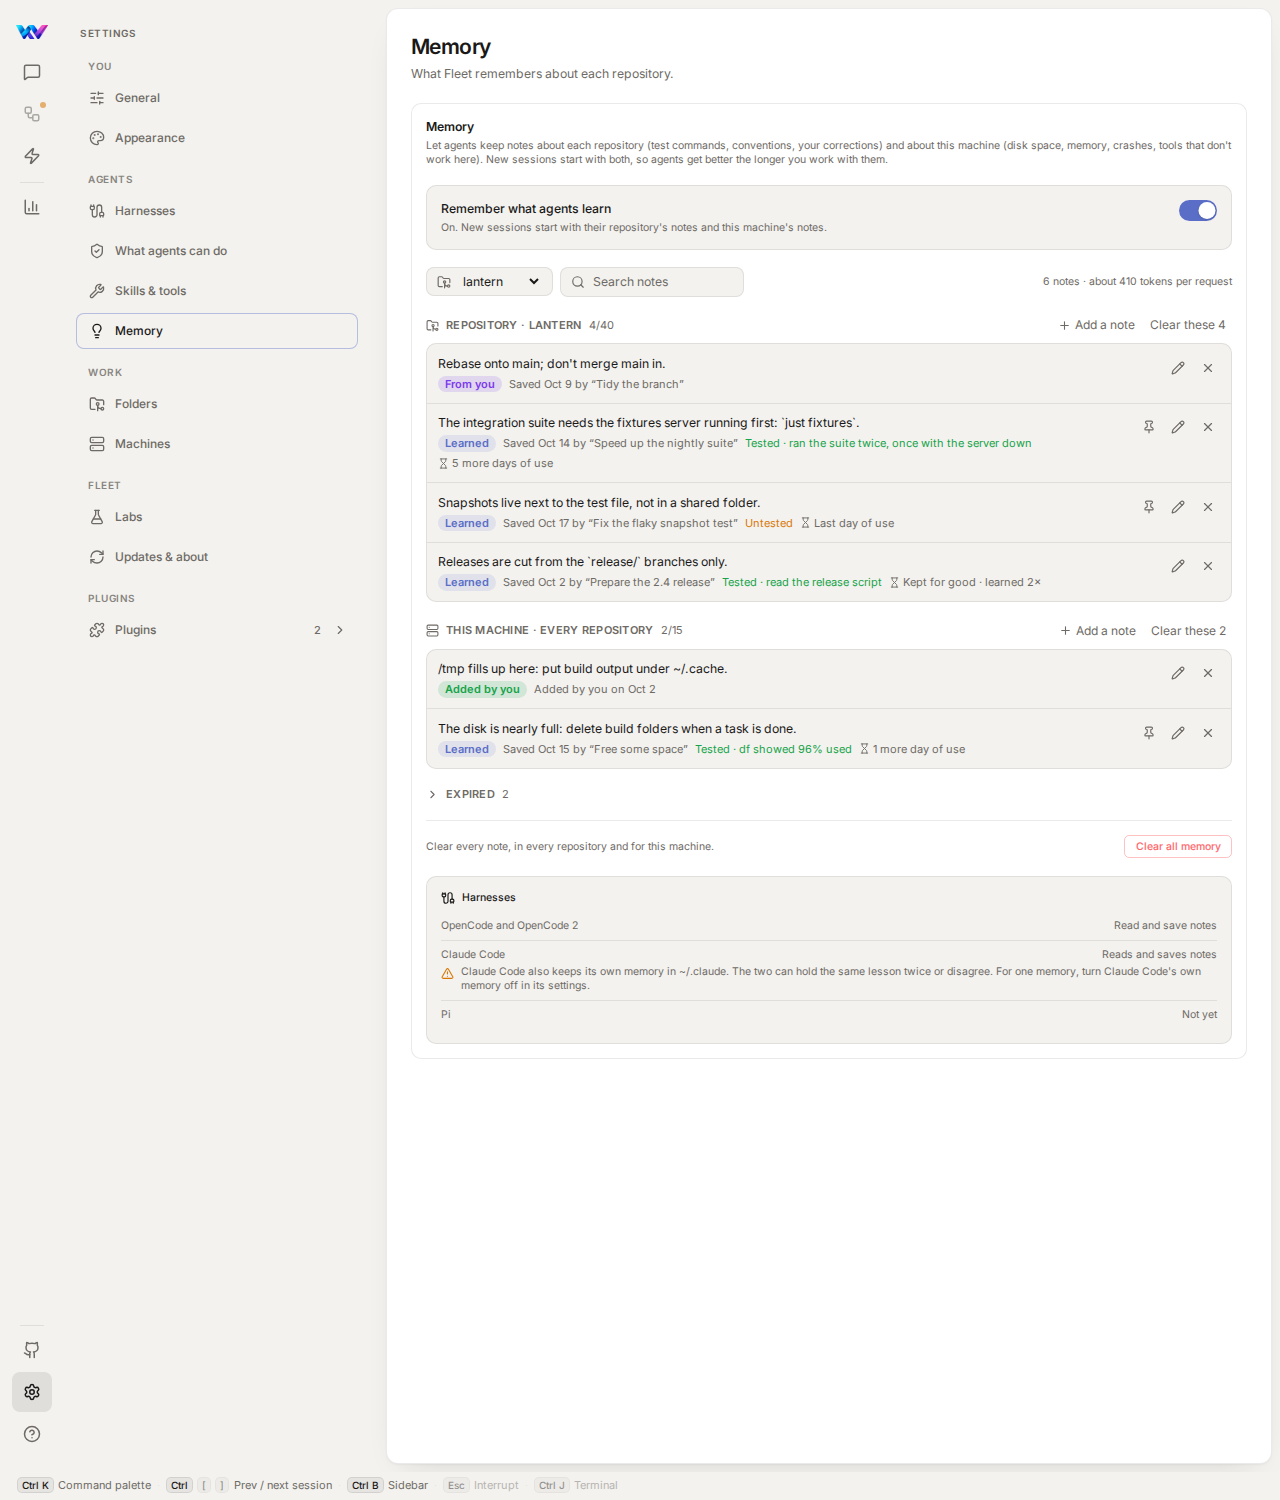 SETTINGS
YOU
General
Appearance
AGENTS
Harnesses
What agents can do
Skills & tools
Memory
WORK
Folders
Machines
FLEET
Labs
Updates & about
PLUGINS
Plugins 2
Memory
What Fleet remembers about each repository.
Memory
Let agents keep notes about each repository (test commands, conventions, your corrections) and about this machine (disk space, memory, crashes, tools that don't
work here). New sessions start with both, so agents get better the longer you work with them.
Remember what agents learn
On. New sessions start with their repository's notes and this machine's notes.
lantern Search notes 6 notes · about 410 tokens per request
REPOSITORY · LANTERN 4/40 Add a note Clear these 4
Rebase onto main; don't merge main in.
From you Saved Oct 9 by “Tidy the branch”
The integration suite needs the fixtures server running first: `just fixtures`.
Learned Saved Oct 14 by “Speed up the nightly suite” Tested · ran the suite twice, once with the server down
5 more days of use
Snapshots live next to the test file, not in a shared folder.
Learned Saved Oct 17 by “Fix the flaky snapshot test” Untested Last day of use
Releases are cut from the `release/` branches only.
Learned Saved Oct 2 by “Prepare the 2.4 release” Tested · read the release script Kept for good · learned 2×
THIS MACHINE · EVERY REPOSITORY 2/15 Add a note Clear these 2
/tmp fills up here: put build output under ~/.cache.
Added by you Added by you on Oct 2
The disk is nearly full: delete build folders when a task is done.
Learned Saved Oct 15 by “Free some space” Tested · df showed 96% used 1 more day of use
EXPIRED 2
Clear every note, in every repository and for this machine. Clear all memory
Harnesses
OpenCode and OpenCode 2 Read and save notes
Claude Code Reads and saves notes
Claude Code also keeps its own memory in ~/.claude. The two can hold the same lesson twice or disagree. For one memory, turn Claude Code's own
memory off in its settings.
Pi Not yet
Ctrl K Command palette Ctrl [ ] Prev / next session Ctrl B Sidebar Esc Interrupt Ctrl J Terminal